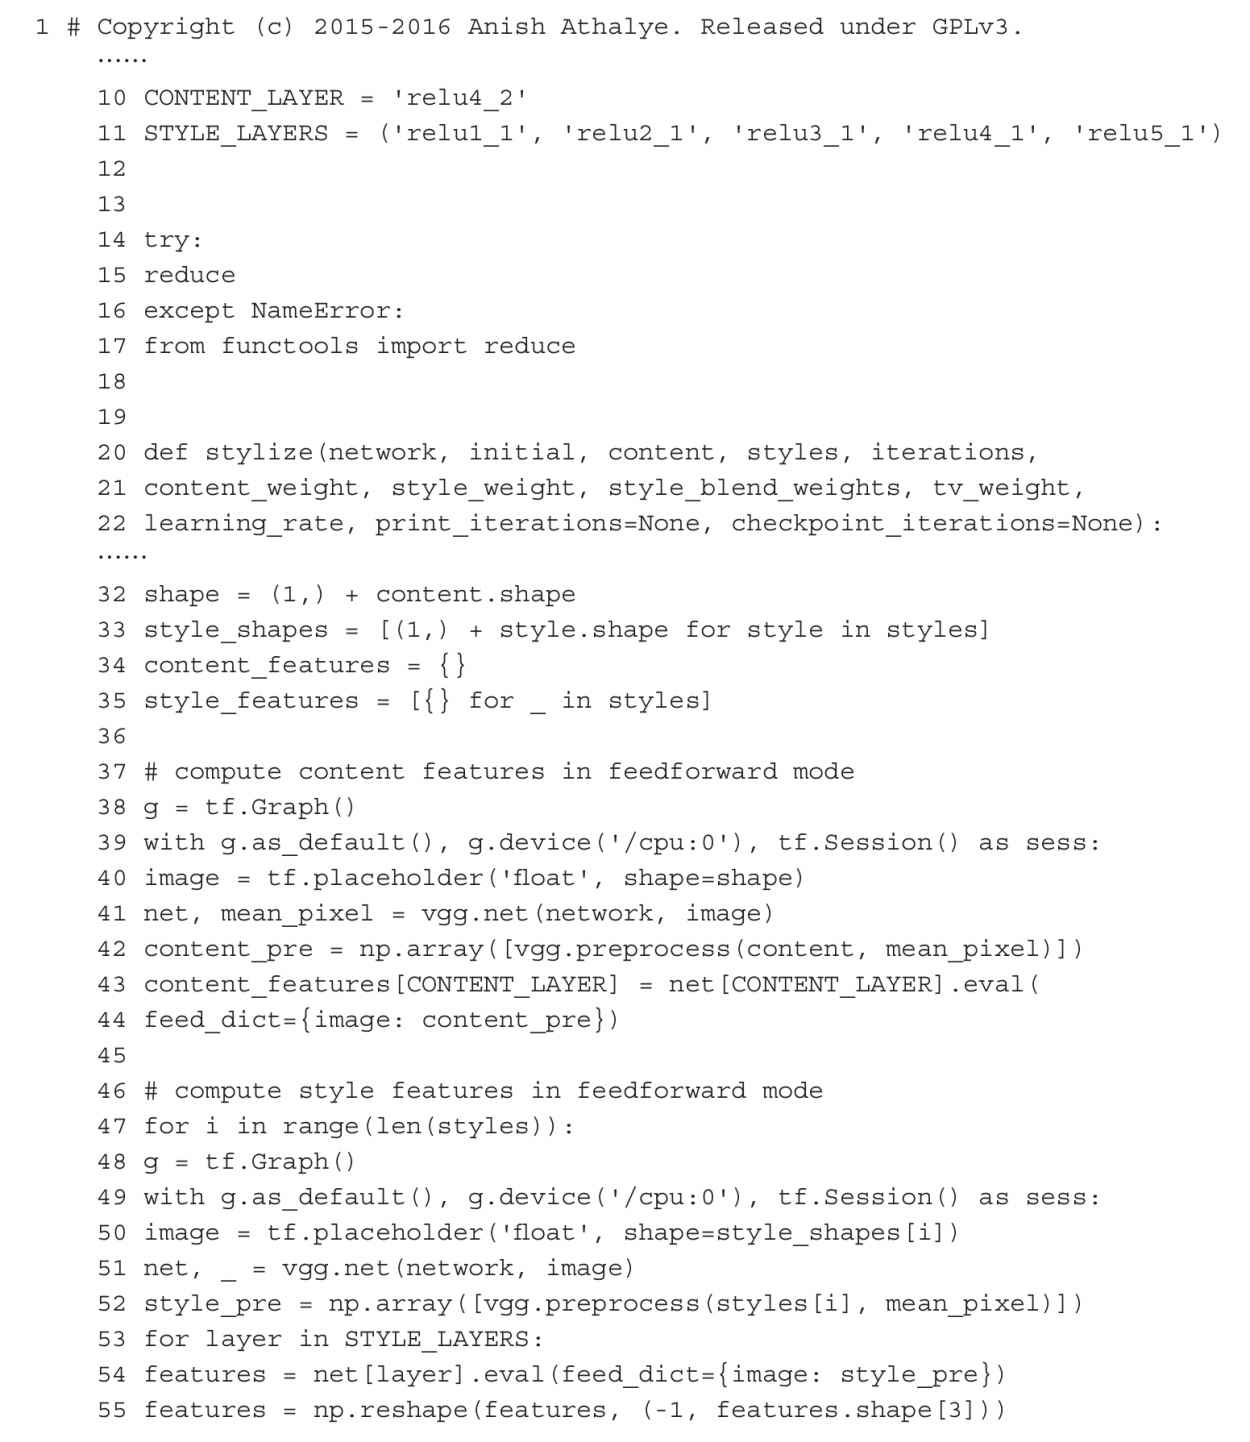 1 # Copyright (c) 2015-2016 Anish Athalye. Released under GPLv3.
......
10 CONTENT_LAYER = 'relu4_2'
11 STYLE_LAYERS = ('relu1_1', 'relu2_1', 'relu3_1', 'relu4_1', 'relu5_1')
12
13
14 try:
15 reduce
16 except NameError:
17 from functools import reduce
18
19
20 def stylize(network, initial, content, styles, iterations,
21 content_weight, style_weight, style_blend_weights, tv_weight,
22 learning_rate, print_iterations=None, checkpoint_iterations=None):
......
32 shape = (1,) + content.shape
33 style_shapes = [(1,) + style.shape for style in styles]
34 content_features = {}
35 style_features = [{} for _ in styles]
36
37 # compute content features in feedforward mode
38 g = tf.Graph()
39 with g.as_default(), g.device('/cpu:0'), tf.Session() as sess:
40 image = tf.placeholder('float', shape=shape)
41 net, mean_pixel = vgg.net(network, image)
42 content_pre = np.array([vgg.preprocess(content, mean_pixel)])
43 content_features[CONTENT_LAYER] = net[CONTENT_LAYER].eval(
44 feed_dict={image: content_pre})
45
46 # compute style features in feedforward mode
47 for i in range(len(styles)):
48 g = tf.Graph()
49 with g.as_default(), g.device('/cpu:0'), tf.Session() as sess:
50 image = tf.placeholder('float', shape=style_shapes[i])
51 net, _ = vgg.net(network, image)
52 style_pre = np.array([vgg.preprocess(styles[i], mean_pixel)])
53 for layer in STYLE_LAYERS:
54 features = net[layer].eval(feed_dict={image: style_pre})
55 features = np.reshape(features, (-1, features.shape[3]))